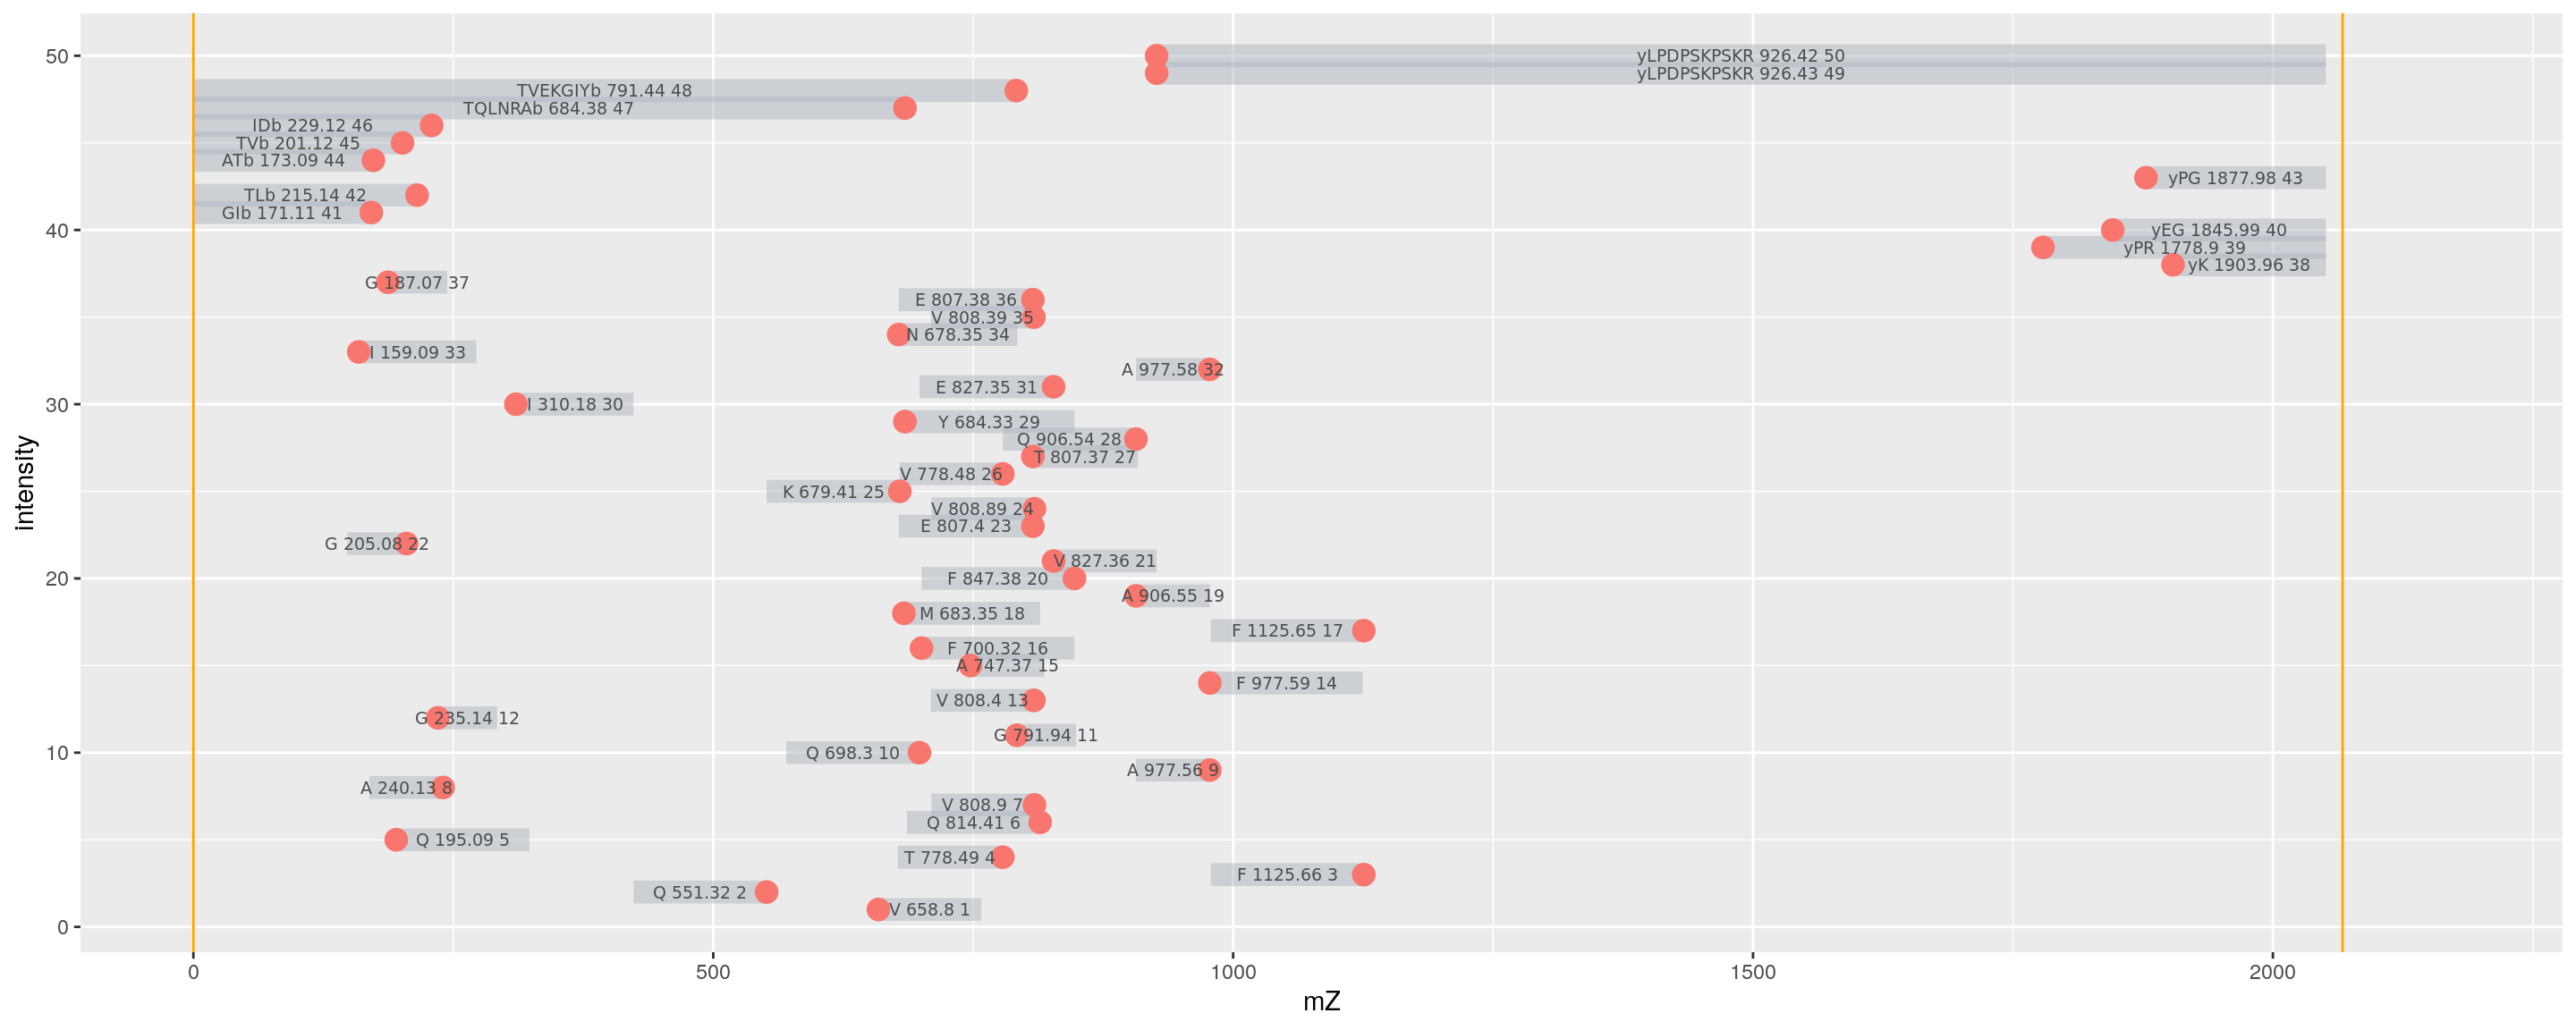 50
yLPDPSKPSKR 926.42 50
yLPDPSKPSKR 926.43 49
TVEKGIYb 791.44 48
TQLNRAb 684.38 47
IDb 229.12 46
TVb 201.12 45
ATb 173.09 44
yPG 1877.98 43
TLb 215.14 42
GIb 171.11 41
40
yEG 1845.99 40
yPR 1778.9 39
yK 1903.96 38
G 187.07 37
E 807.38 36
V 808.39 35
N 678.35 34
I 159.09 33
A 977.58 32
E 827.35 31
30
I 310.18 30
Y 684.33 29
Q 906.54 28
T 807.37 27
V 778.48 26
K 679.41 25
V 808.89 24
E 807.4 23
G 205.08 22
V 827.36 21
20
F 847.38 20
A 906.55 19
M 683.35 18
F 1125.65 17
F 700.32 16
A 747.37 15
F 977.59 14
V 808.4 13
G 235.14 12
G 791.94 11
10
Q 698.3 10
A 977.56 9
A 240.13 8
V 808.9 7
Q 814.41 6
Q 195.09 5
T 778.49 4
F 1125.66 3
Q 551.32 2
V 658.8 1
0
intensity
0 500 1000 1500 2000
mZ